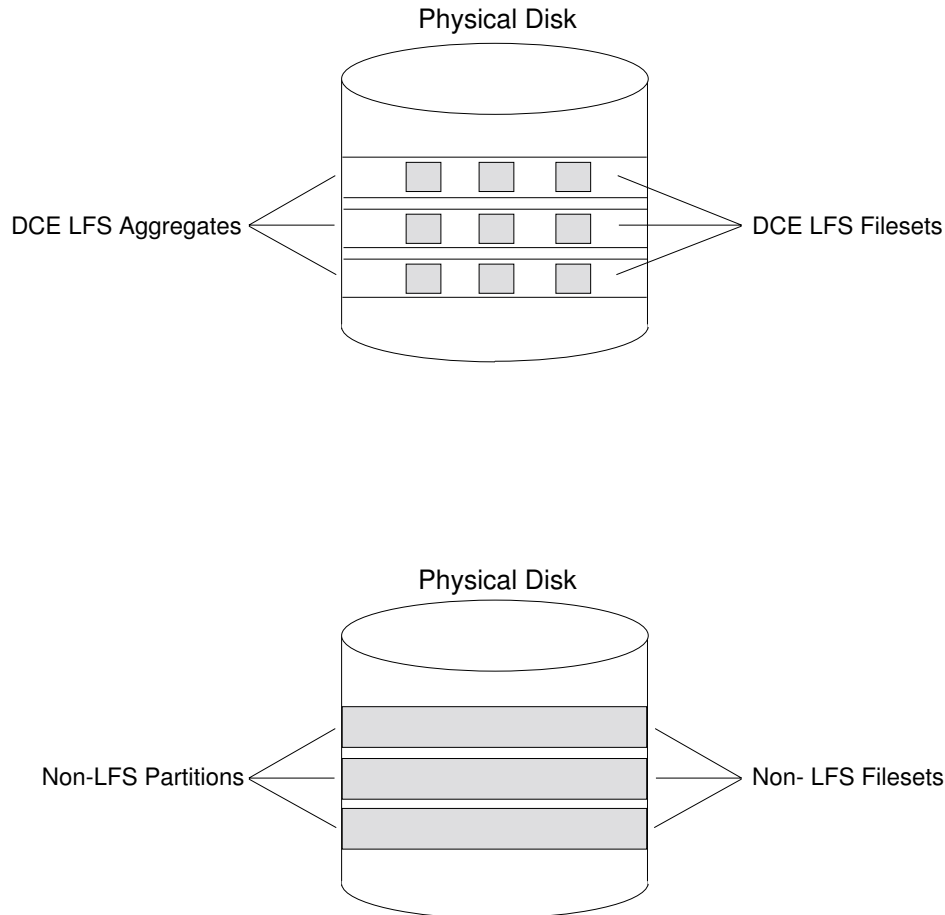 Physical Disk
DCE LFS Aggregates
DCE LFS Filesets
Physical Disk
Non-LFS Partitions
Non- LFS Filesets